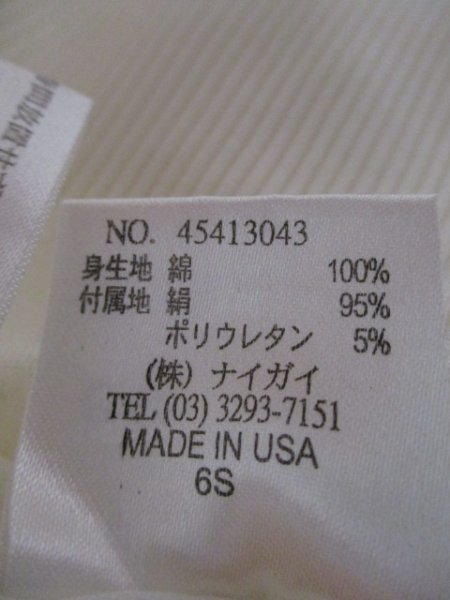 NO. 45413043
身生地 綿 100%
付属地 絹 95%
ポリウレタン 5%
(株) ナイガイ
TEL (03) 3293-7151
MADE IN USA
6S